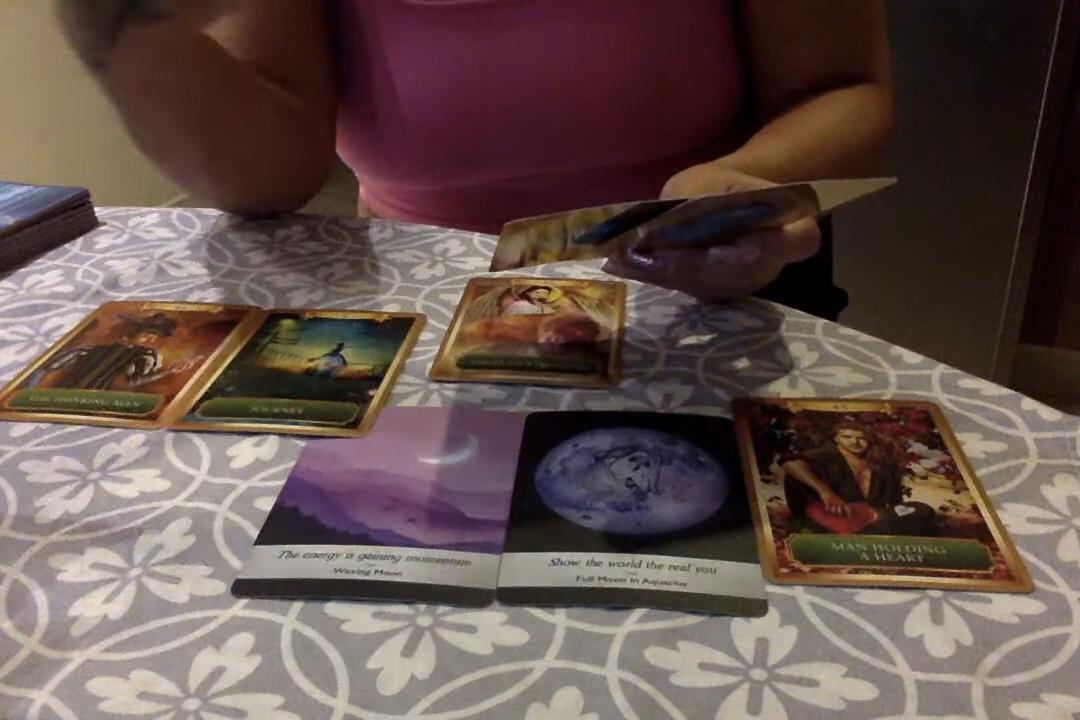 THE THINKING MAN
JOURNEY
The energy is gaining momentum
Waxing Moon
Show the world the real you
Full Moon in Aquarius
45
MAN HOLDING
A HEART